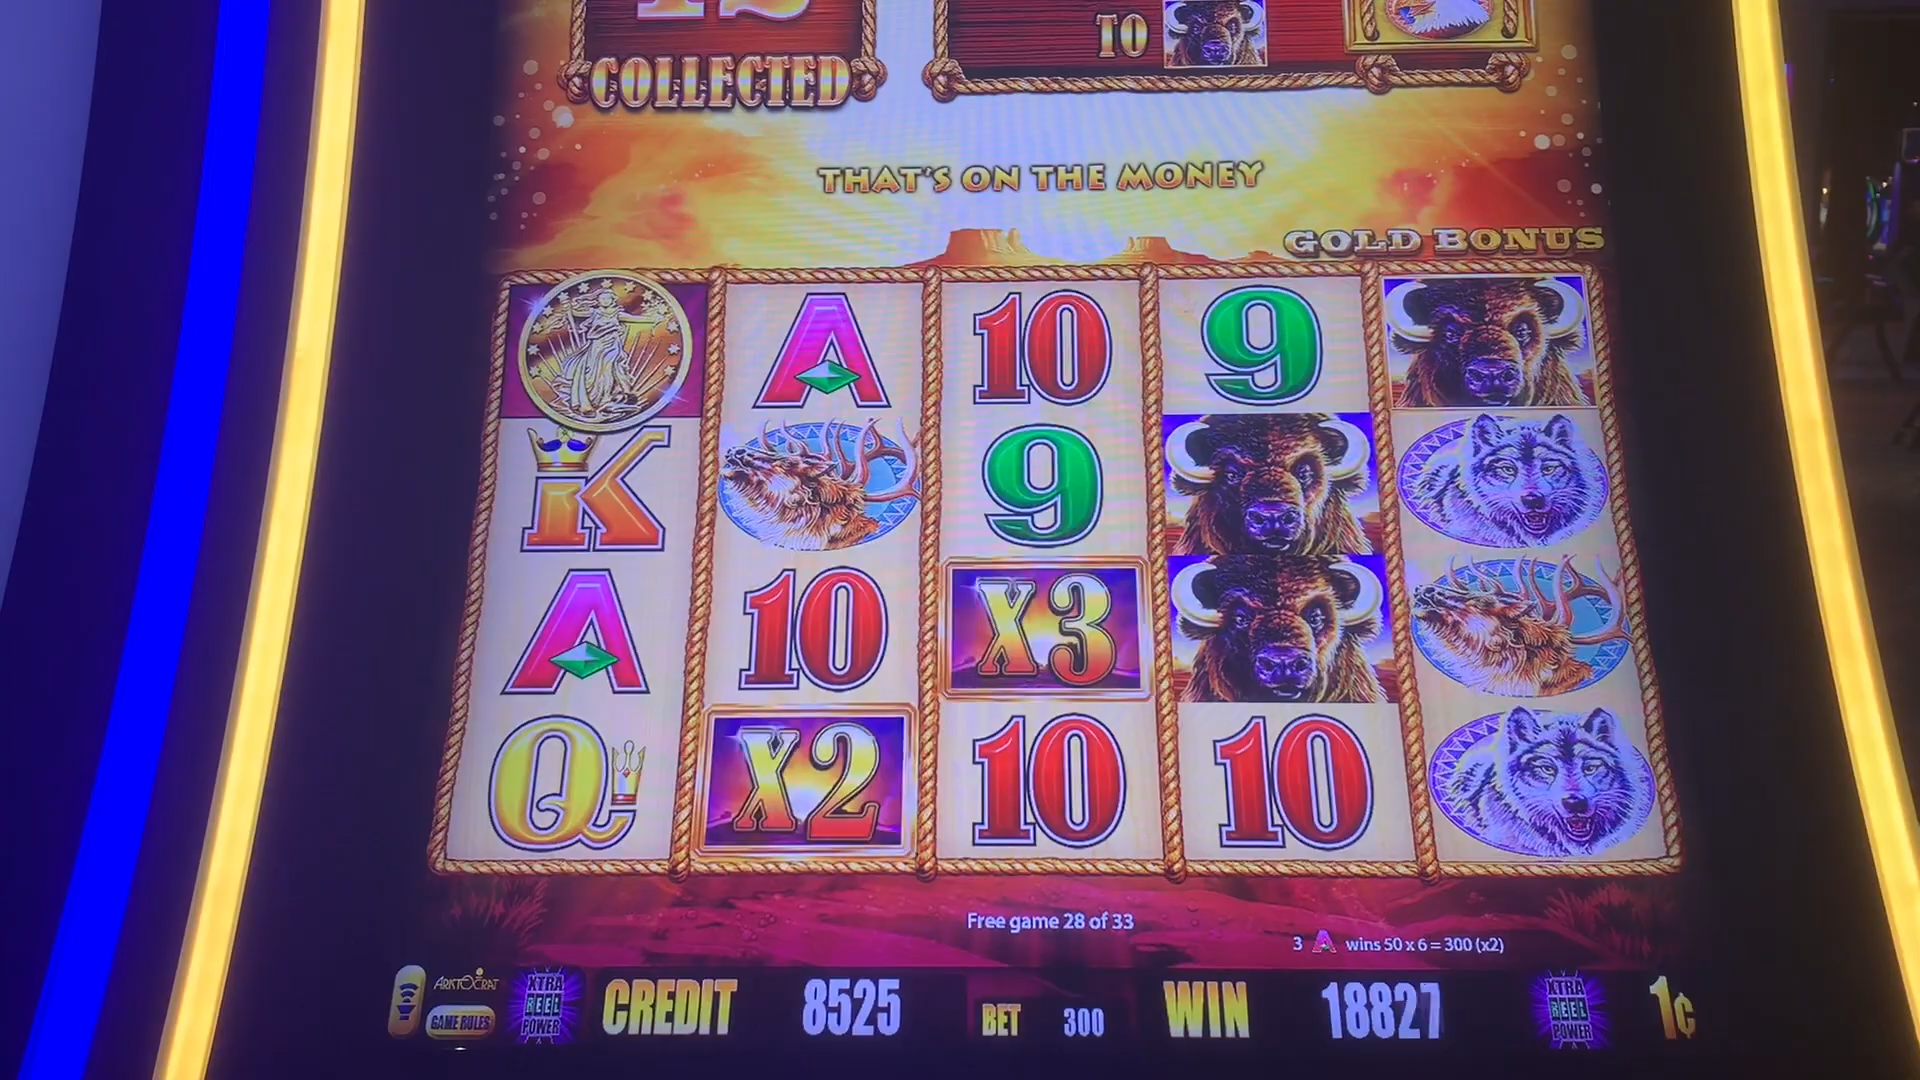 COLLECTED
TO
THAT'S ON THE MONEY
GOLD BONUS
A 10 9
K 9
A 10 X3
Q X2 10 10
Free game 28 of 33
3 A wins 50 x 6 = 300 (x2)
ARISTOCRAT
GAME RULES
XTRA
REEL
POWER
CREDIT 8525 BET 300 WIN 18827
XTRA
REEL
POWER
1¢